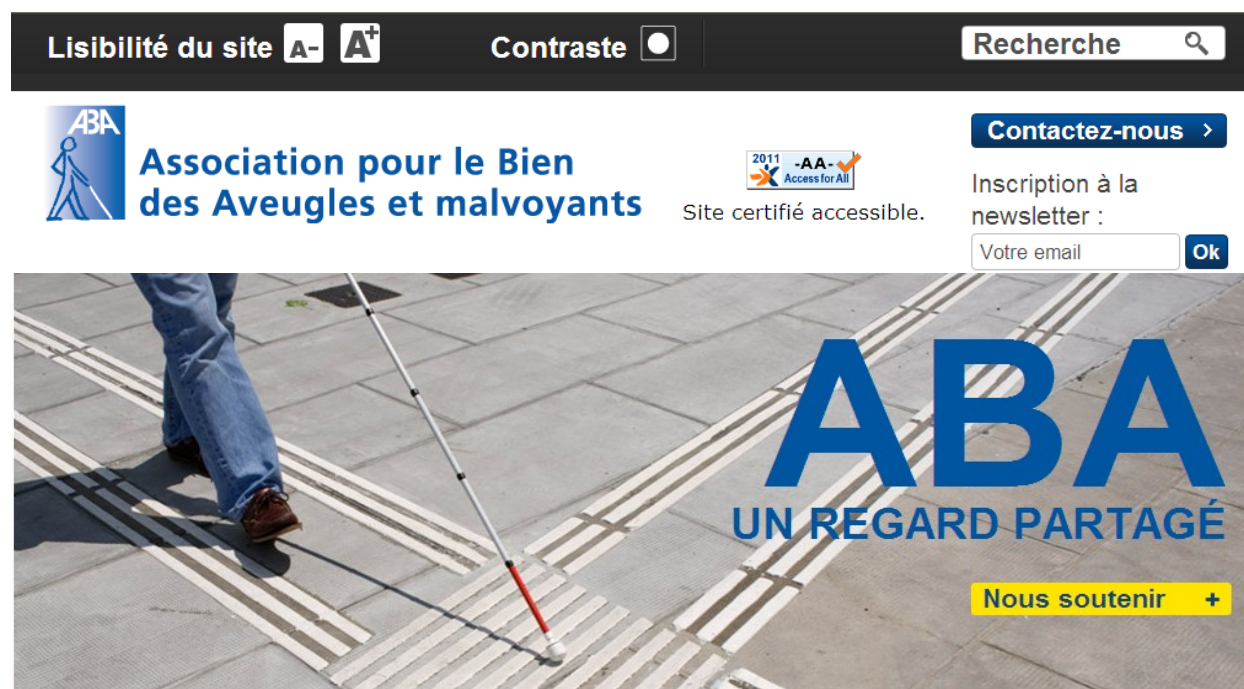 Lisibilité du site A- A+ Contraste Recherche
ABA
Association pour le Bien
des Aveugles et malvoyants
2011 -AA-
Access for All
Site certifié accessible.
Contactez-nous >
Inscription à la
newsletter :
Votre email Ok
ABA
UN REGARD PARTAGÉ
Nous soutenir +